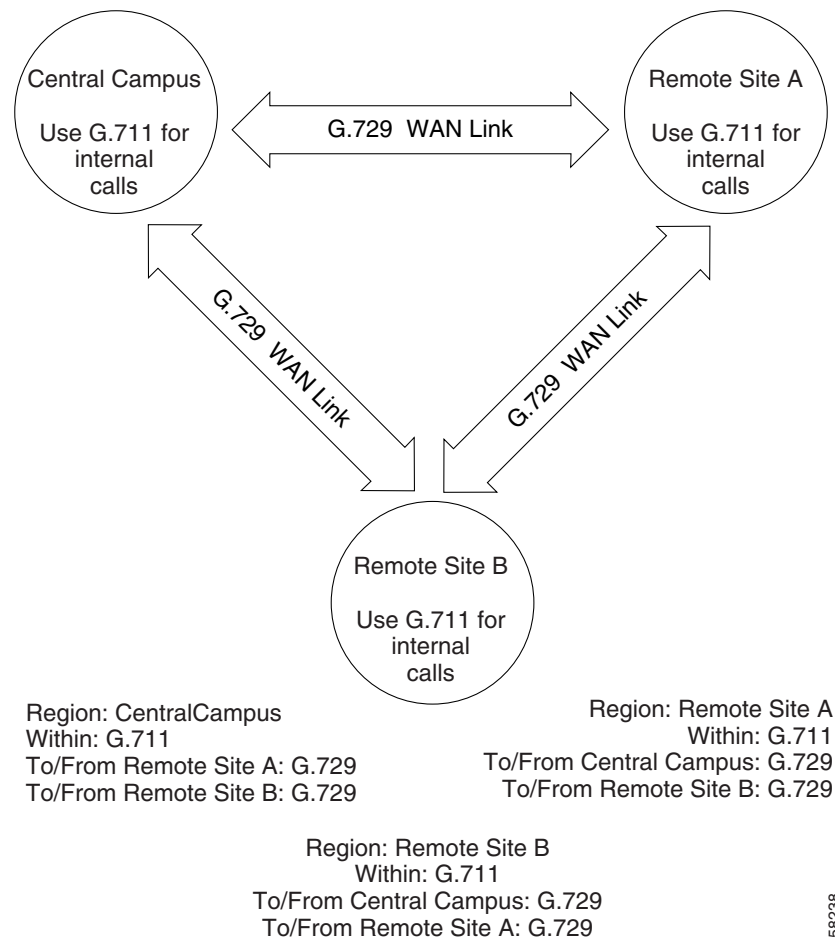 Central Campus
Use G.711 for
internal
calls
G.729 WAN Link
Remote Site A
Use G.711 for
internal
calls
G.729 WAN Link
G.729 WAN Link
Remote Site B
Use G.711 for
internal
calls
Region: CentralCampus
Within: G.711
To/From Remote Site A: G.729
To/From Remote Site B: G.729
Region: Remote Site A
Within: G.711
To/From Central Campus: G.729
To/From Remote Site B: G.729
Region: Remote Site B
Within: G.711
To/From Central Campus: G.729
To/From Remote Site A: G.729
58238